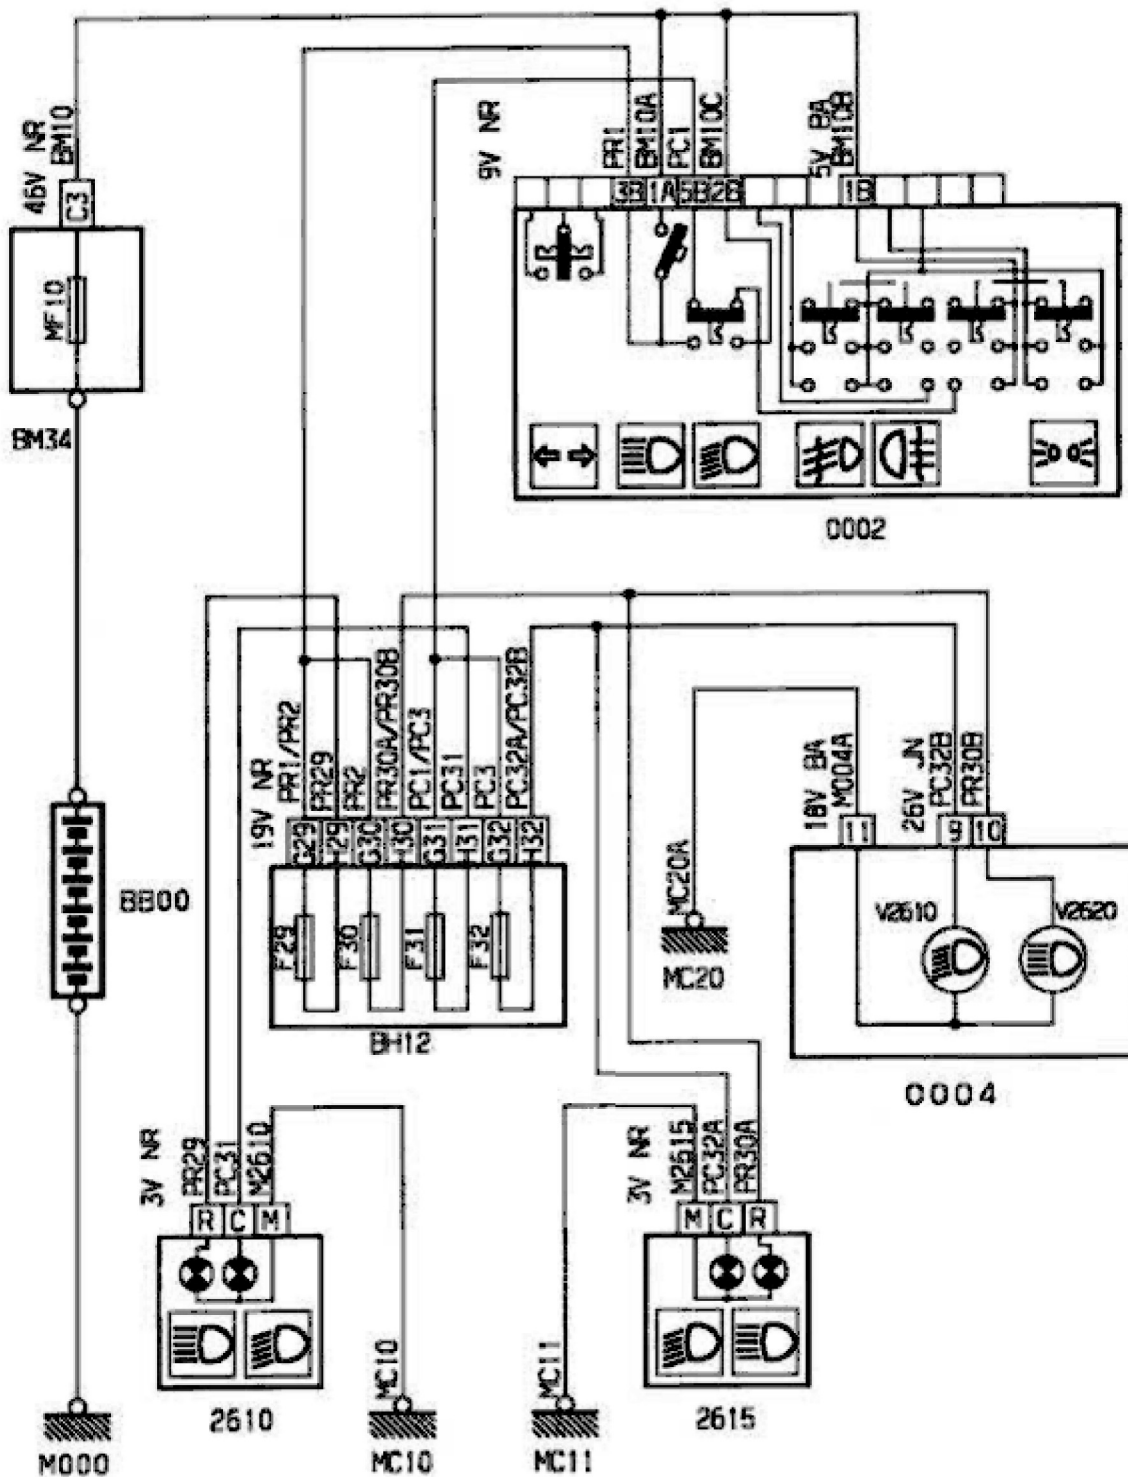 46V NR
BM10
C3
MF10
BM34
9V NR
PR1
BM10A
PC1
BM10C
5V BA
BM10B
3B
1A
5B
2B
1B
0002
BB00
M000
19V NR
PR1/PR2
PR29
PR2
PR30A/PR30B
PC1/PC3
PC31
PC3
PC32A/PC32B
G29
G30
G31
G32
F29
F30
F31
F32
BH12
MC20A
MC20
18V BA
M004A
26V JN
PC32B
PR30B
11
9
10
V2610
V2620
0004
3V NR
PR29
PC31
M2610
R
C
M
2610
MC10
MC10
MC11
MC11
3V NR
M2615
PC32A
PR30A
M
C
R
2615